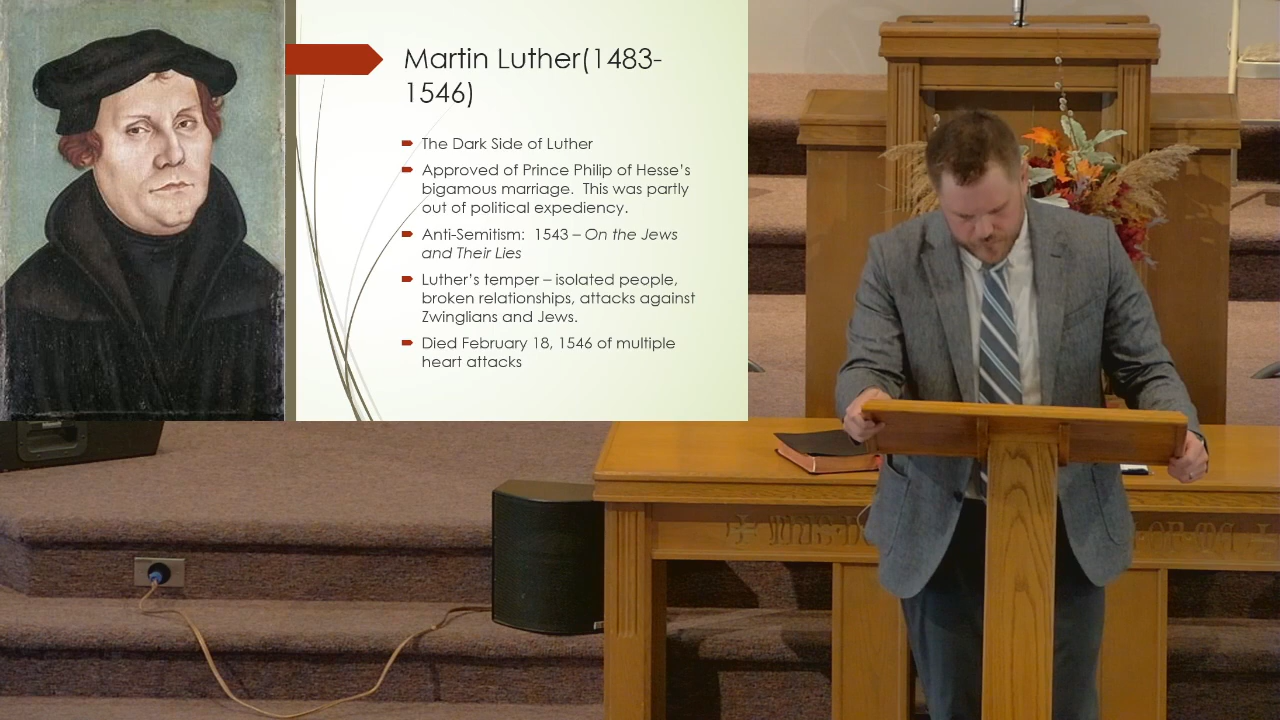 Martin Luther(1483-
1546)
The Dark Side of Luther
Approved of Prince Philip of Hesse’s
bigamous marriage.  This was partly
out of political expediency.
Anti-Semitism:  1543 – On the Jews
and Their Lies
Luther’s temper – isolated people,
broken relationships, attacks against
Zwinglians and Jews.
Died February 18, 1546 of multiple
heart attacks